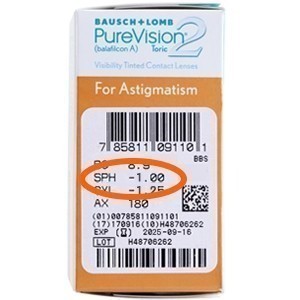 BAUSCH+LOMB
PureVision®2
(balafilcon A) Toric
Visibility Tinted Contact Lenses
For Astigmatism
7 85811 09110 1
BBS
BC 8.9
SPH -1.00
CYL -1.25
AX 180
(01)00785811091101
(17)170916(10)H48706262
EXP 2025-09-16
LOT H48706262